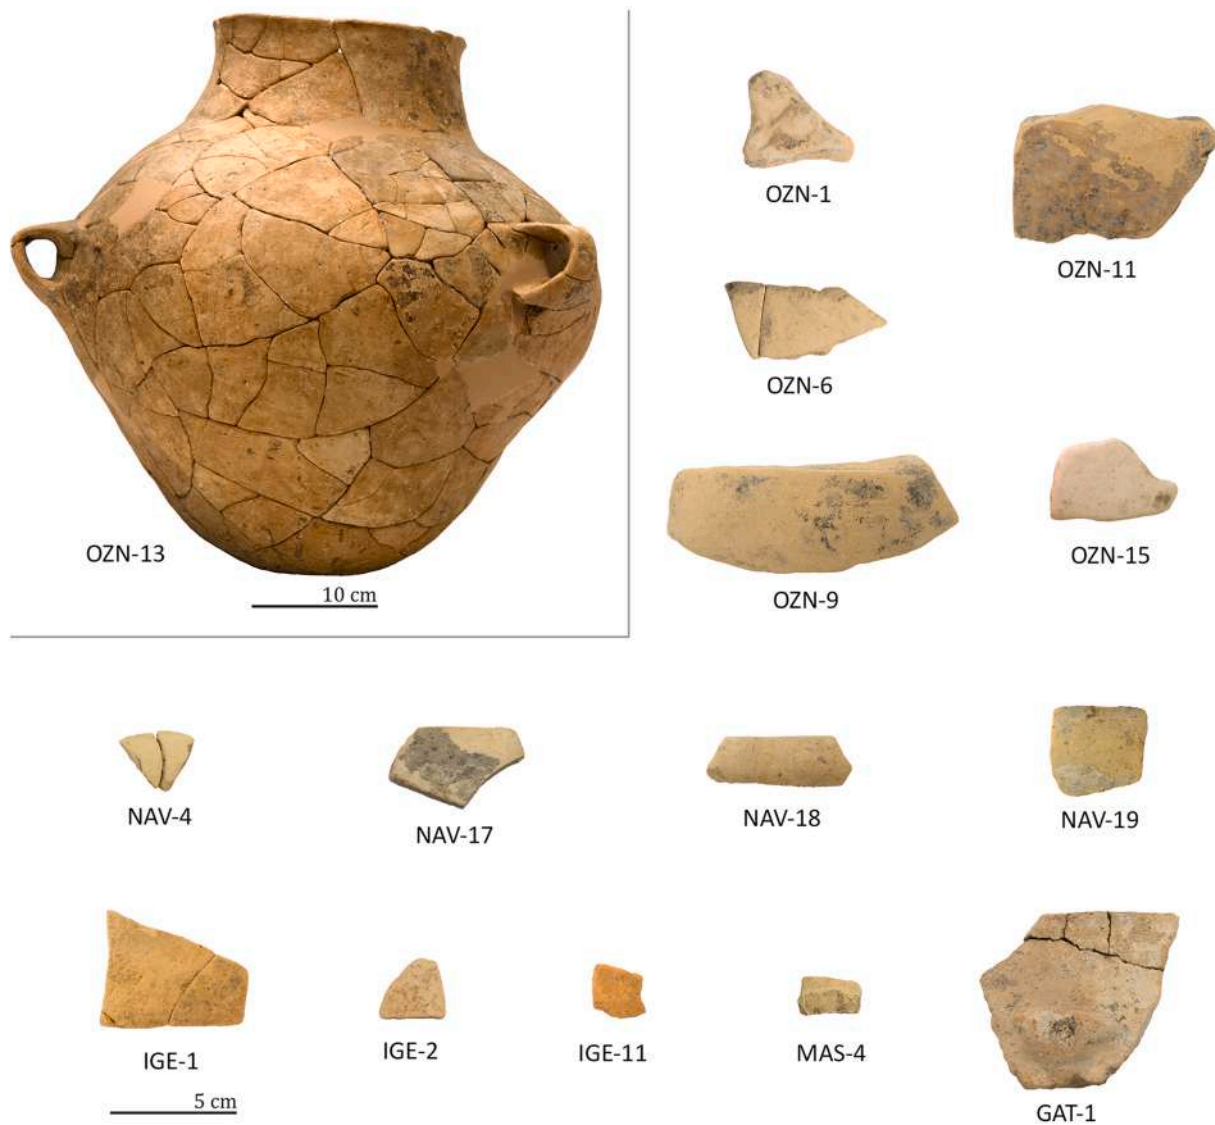 OZN-1
OZN-11
OZN-6
OZN-13
10 cm
OZN-9
OZN-15
NAV-4
NAV-17
NAV-18
NAV-19
IGE-1
IGE-2
IGE-11
MAS-4
GAT-1
5 cm